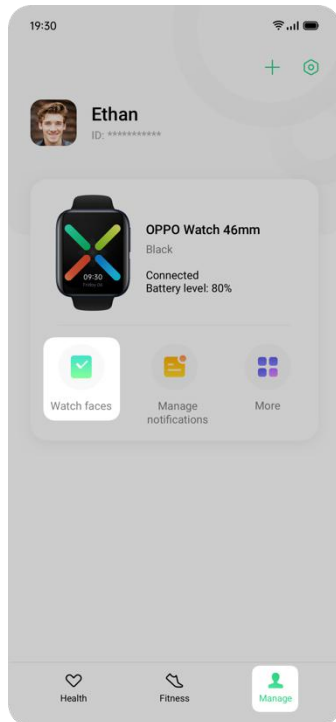 19:30
Ethan
ID: ***********
OPPO Watch 46mm
Black
Connected
Battery level: 80%
09:30
Watch faces
Manage
notifications
More
Health
Fitness
Manage